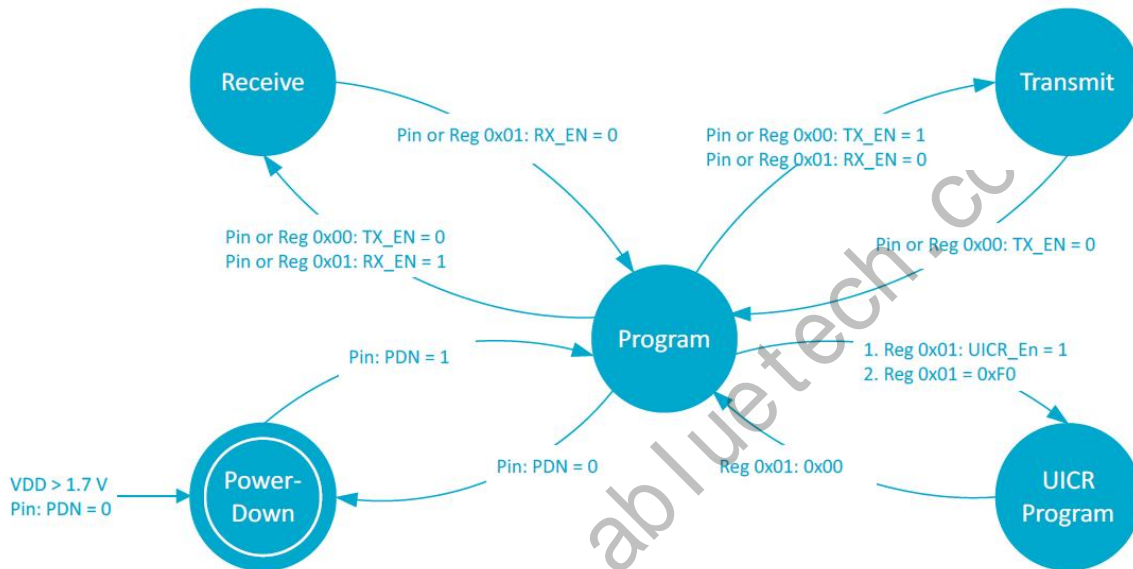 Receive
Transmit
Pin or Reg 0x01: RX_EN = 0
Pin or Reg 0x00: TX_EN = 1
Pin or Reg 0x01: RX_EN = 0
Pin or Reg 0x00: TX_EN = 0
Pin or Reg 0x01: RX_EN = 1
Pin or Reg 0x00: TX_EN = 0
Program
Pin: PDN = 1
1. Reg 0x01: UICR_En = 1
2. Reg 0x01 = 0xF0
Pin: PDN = 0
Reg 0x01: 0x00
VDD > 1.7 V
Pin: PDN = 0
Power-
Down
UICR
Program
abluetech.co